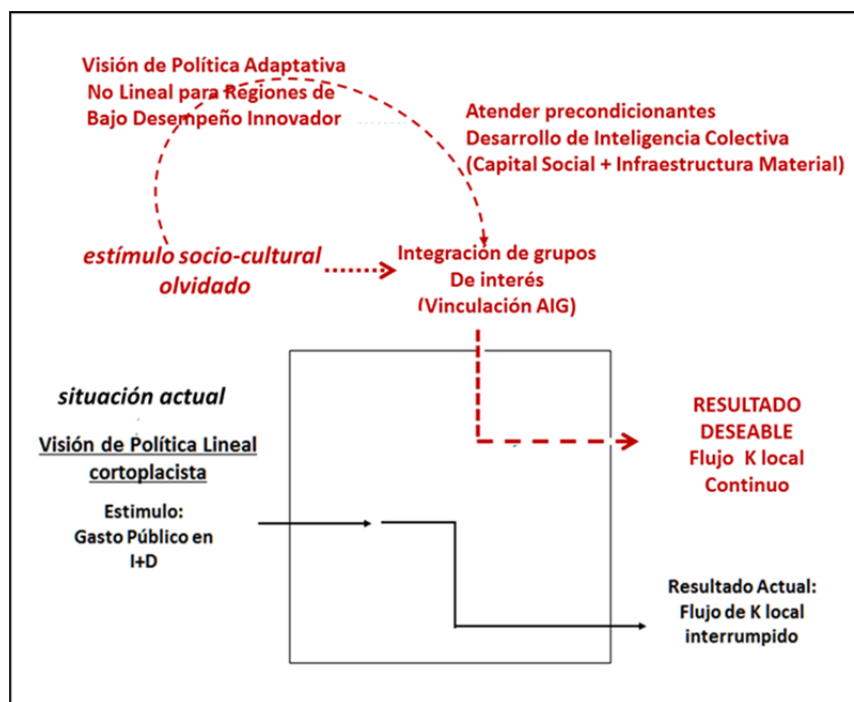 Visión de Política Adaptativa
No Lineal para Regiones de
Bajo Desempeño Innovador
Atender precondicionantes
Desarrollo de Inteligencia Colectiva
(Capital Social + Infraestructura Material)
estímulo socio-cultural
olvidado
Integración de grupos
De interés
(Vinculación AIG)
situación actual
Visión de Política Lineal
cortoplacista
Estimulo:
Gasto Público en
I+D
RESULTADO
DESEABLE
Flujo K local
Continuo
Resultado Actual:
Flujo de K local
interrumpido